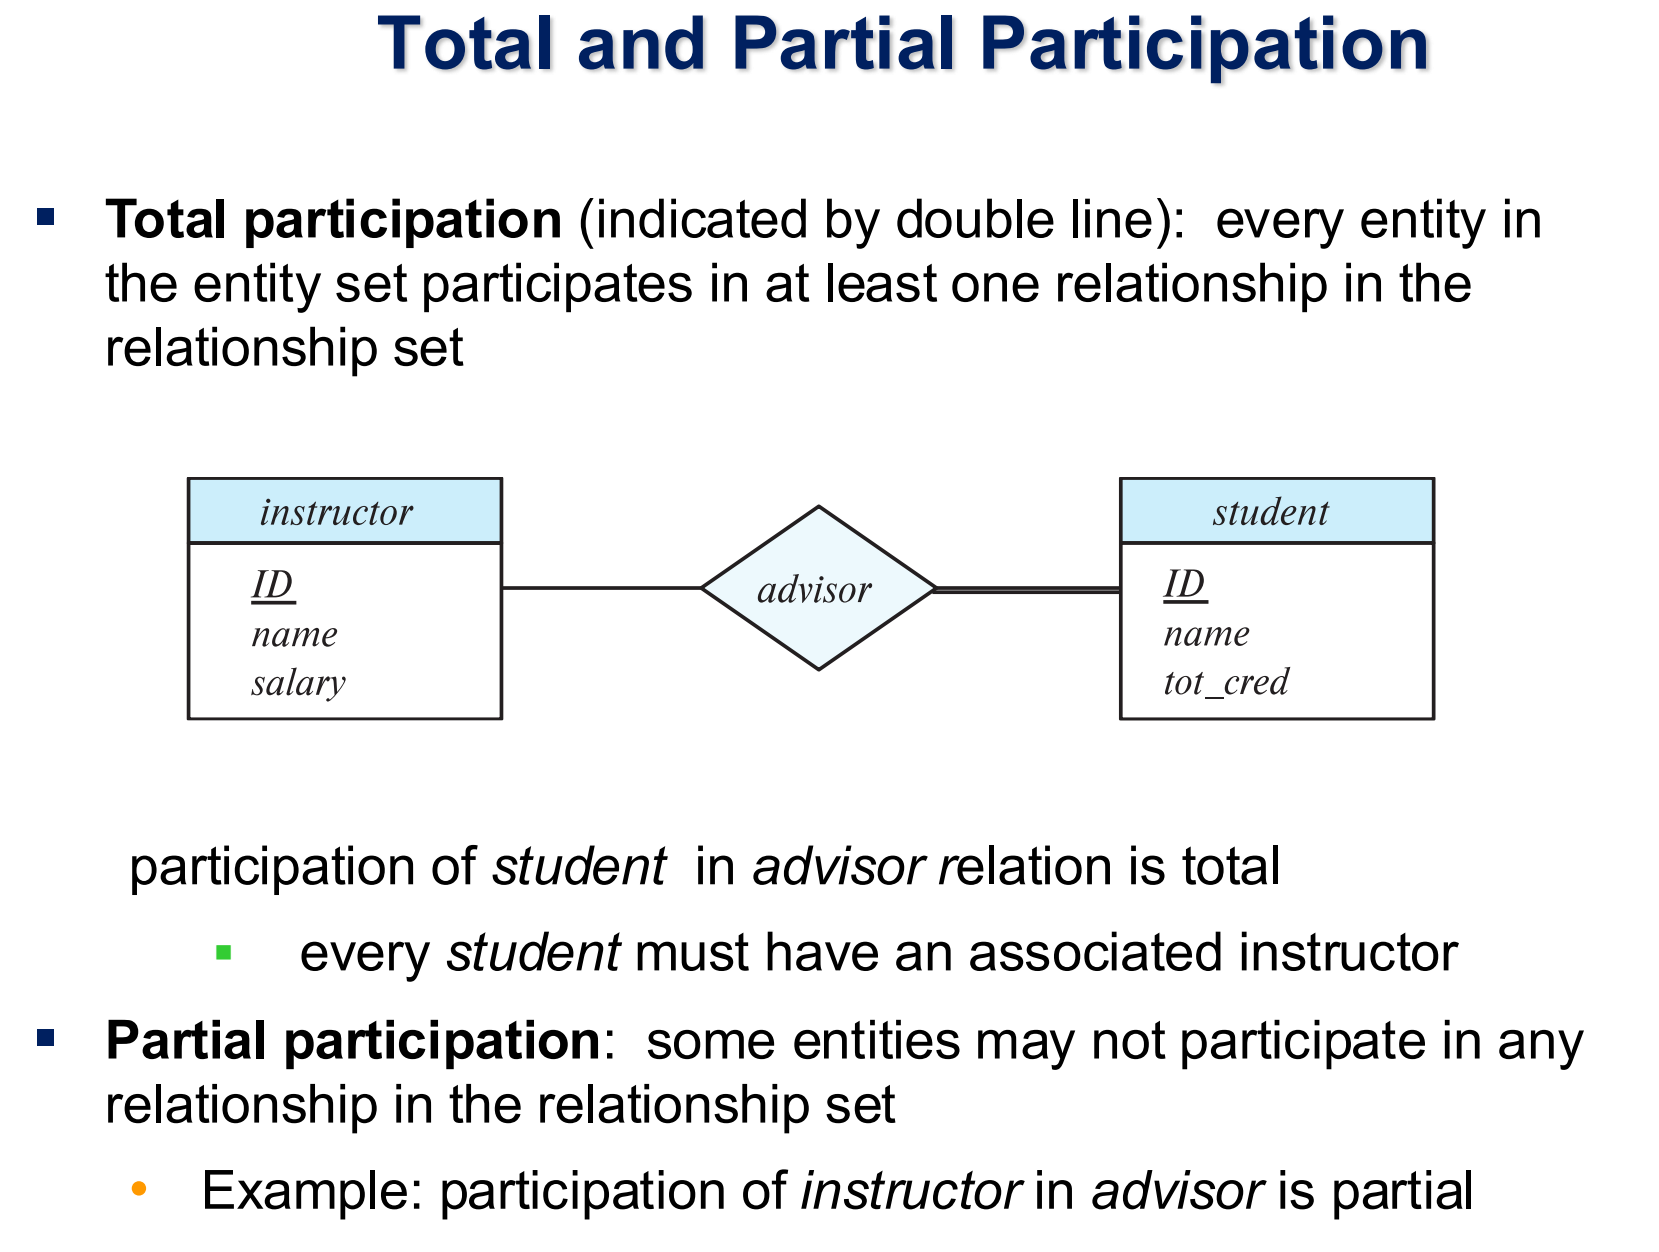 Total and Partial Participation
▪ Total participation (indicated by double line): every entity in
the entity set participates in at least one relationship in the
relationship set
instructor
ID
name
salary
advisor
student
ID
name
tot_cred
participation of student in advisor relation is total
▪ every student must have an associated instructor
▪ Partial participation: some entities may not participate in any
relationship in the relationship set
• Example: participation of instructor in advisor is partial